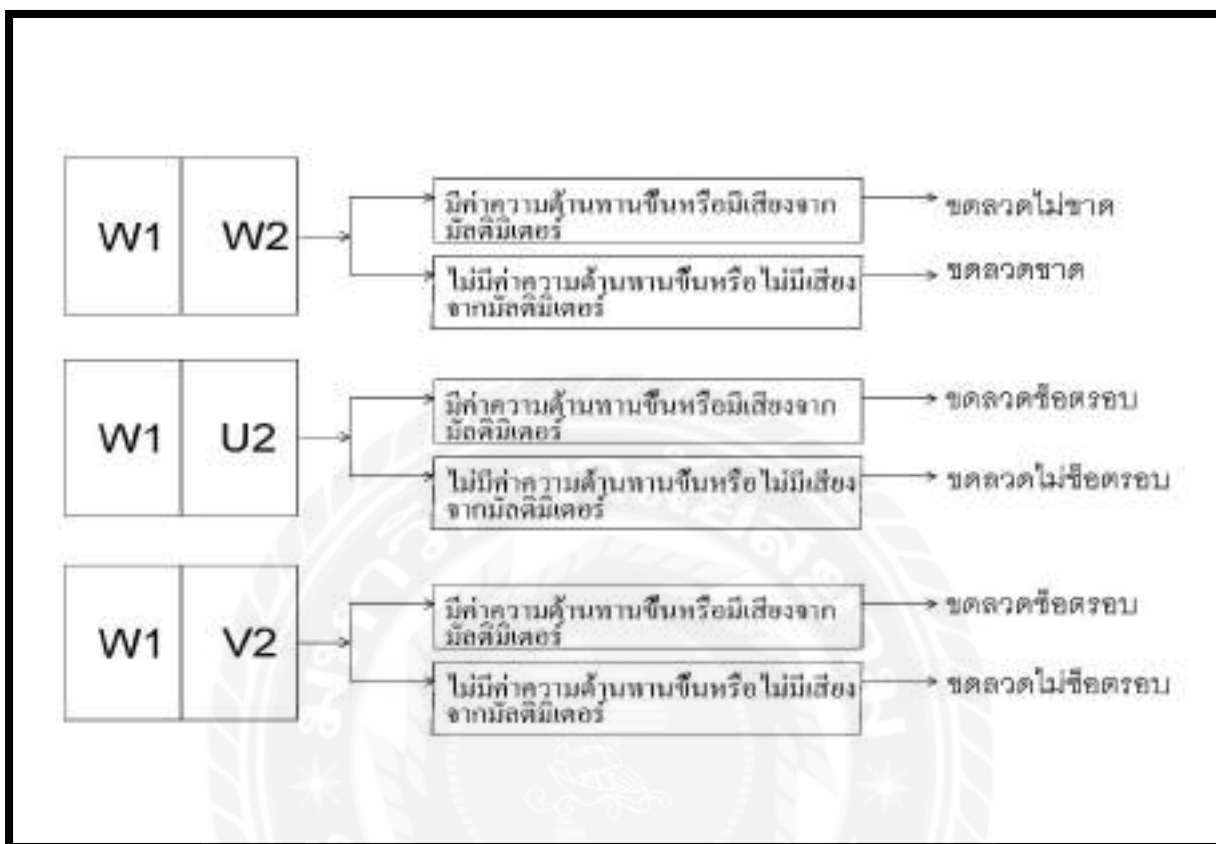 W1 W2
มีค่าความต้านทานขึ้นหรือมีเสียงจาก
มัลติมิเตอร์
ขดลวดไม่ขาด
ไม่มีค่าความต้านทานขึ้นหรือไม่มีเสียง
จากมัลติมิเตอร์
ขดลวดขาด
W1 U2
มีค่าความต้านทานขึ้นหรือมีเสียงจาก
มัลติมิเตอร์
ขดลวดช็อตรอบ
ไม่มีค่าความต้านทานขึ้นหรือไม่มีเสียง
จากมัลติมิเตอร์
ขดลวดไม่ช็อตรอบ
W1 V2
มีค่าความต้านทานขึ้นหรือมีเสียงจาก
มัลติมิเตอร์
ขดลวดช็อตรอบ
ไม่มีค่าความต้านทานขึ้นหรือไม่มีเสียง
จากมัลติมิเตอร์
ขดลวดไม่ช็อตรอบ